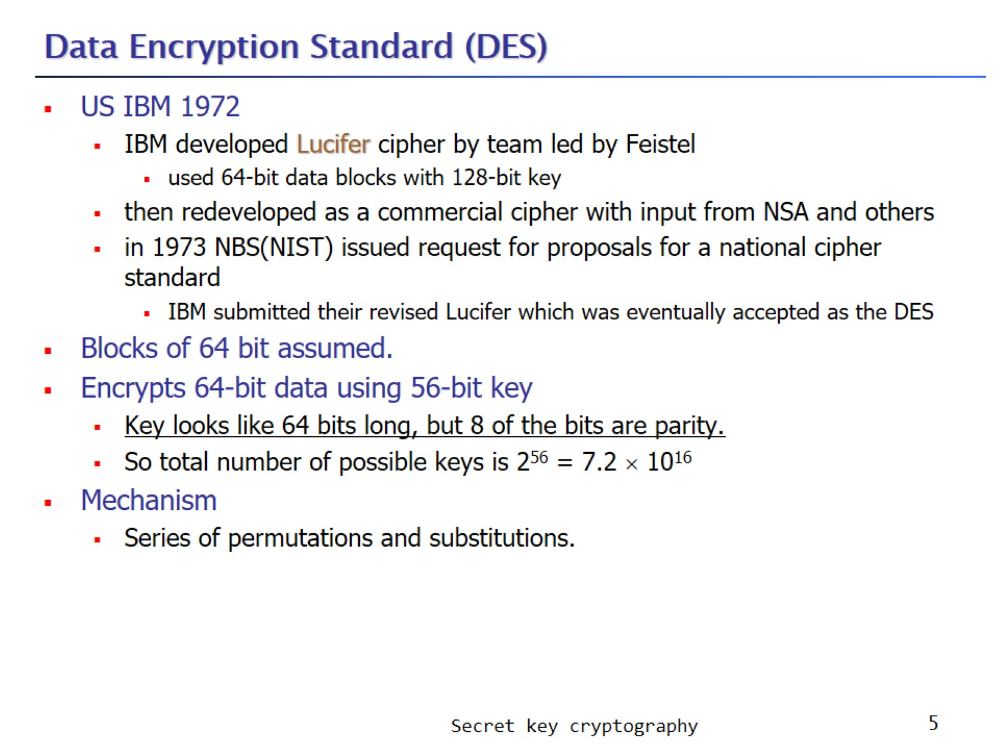 Data Encryption Standard (DES)
▪ US IBM 1972
▪ IBM developed Lucifer cipher by team led by Feistel
▪ used 64-bit data blocks with 128-bit key
▪ then redeveloped as a commercial cipher with input from NSA and others
▪ in 1973 NBS(NIST) issued request for proposals for a national cipher
standard
▪ IBM submitted their revised Lucifer which was eventually accepted as the DES
▪ Blocks of 64 bit assumed.
▪ Encrypts 64-bit data using 56-bit key
▪ Key looks like 64 bits long, but 8 of the bits are parity.
▪ So total number of possible keys is 2⁵⁶ = 7.2 × 10¹⁶
▪ Mechanism
▪ Series of permutations and substitutions.
Secret key cryptography
5